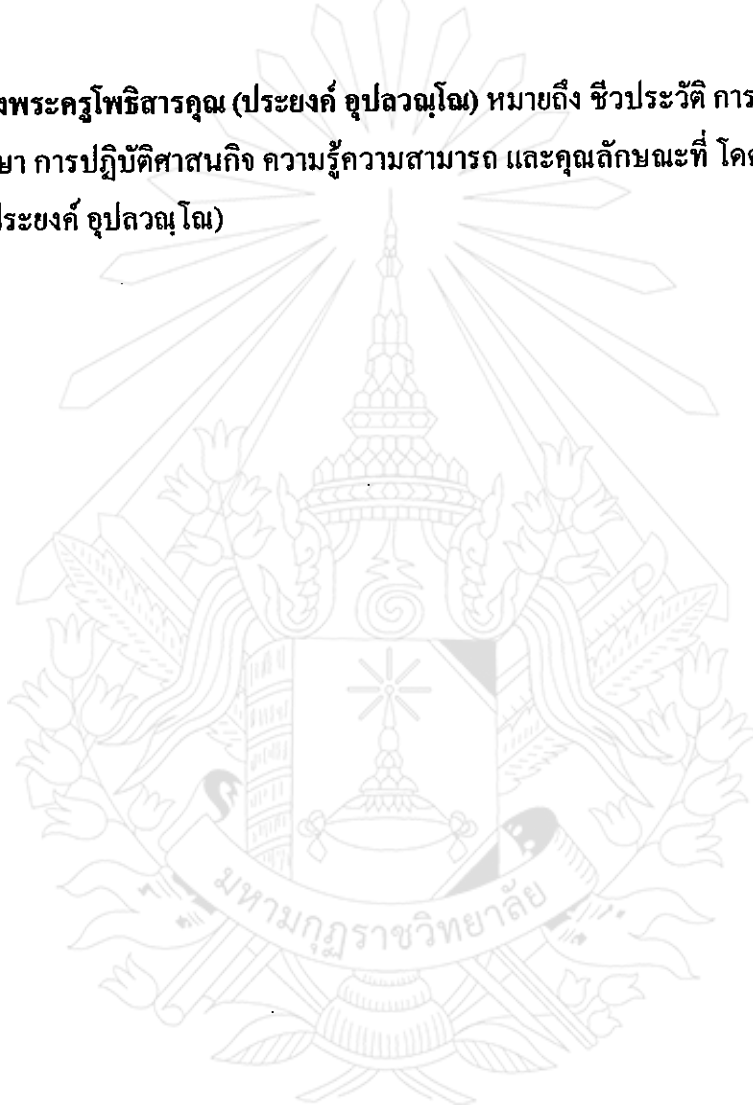 งพระครูโพธิสารคุณ (ประยงค์ อุปลวณฺโณ) หมายถึง ชีวประวัติ การ
ษา การปฏิบัติศาสนกิจ ความรู้ความสามารถ และคุณลักษณะที่ โดด
ประยงค์ อุปลวณฺโณ)
มหามกุฏราชวิทยาลัย